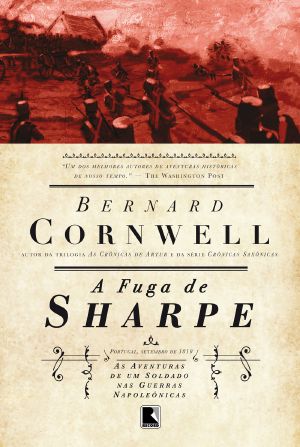 "Um dos melhores autores de aventuras históricas
de nosso tempo." — The Washington Post
Bernard
Cornwell
autor da trilogia As Crônicas de Artur e da série Crônicas Saxônicas
A Fuga de
Sharpe
Portugal, setembro de 1810
As Aventuras
de um Soldado
nas Guerras
Napoleônicas
Record